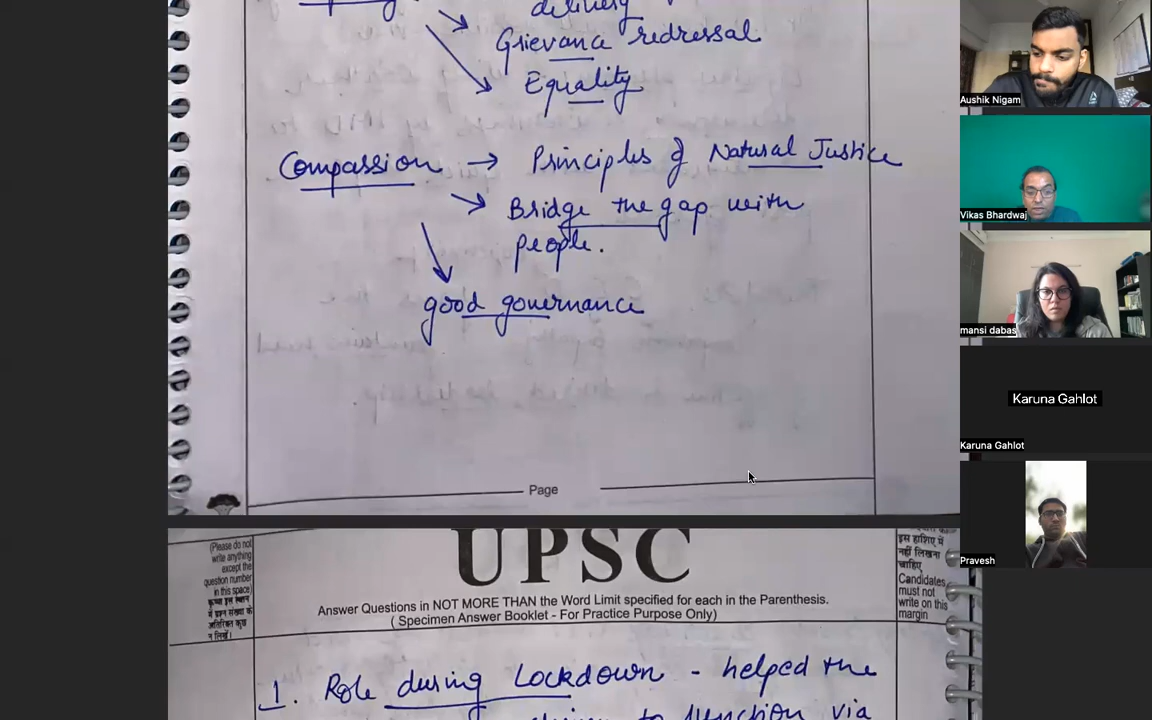 delivery
Grievance redressal
Equality
Compassion → Principles of Natural Justice
→ Bridge the gap with
people.
good governance
Page
(Please do not
write anything
except the
question number
in this space)
UPSC
Answer Questions in NOT MORE THAN the Word Limit specified for each in the Parenthesis.
( Specimen Answer Booklet - For Practice Purpose Only)
इस हाशिए में
नहीं लिखना
चाहिए
Candidates
must not
write on this
margin
1. Role during Lockdown - helped the
to function via
Aushik Nigam
Vikas Bhardwaj
mansi dabas
Karuna Gahlot
Karuna Gahlot
Pravesh